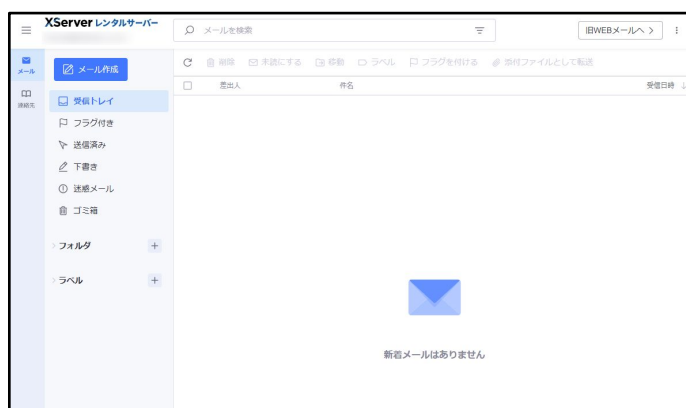 XServer レンタルサーバー
メールを検索
旧WEBメールへ
メール
連絡先
メール作成
削除 未読にする 移動 ラベル フラグを付ける 添付ファイルとして転送
差出人 件名 受信日時 ↓
受信トレイ
フラグ付き
送信済み
下書き
迷惑メール
ゴミ箱
フォルダ
ラベル
新着メールはありません